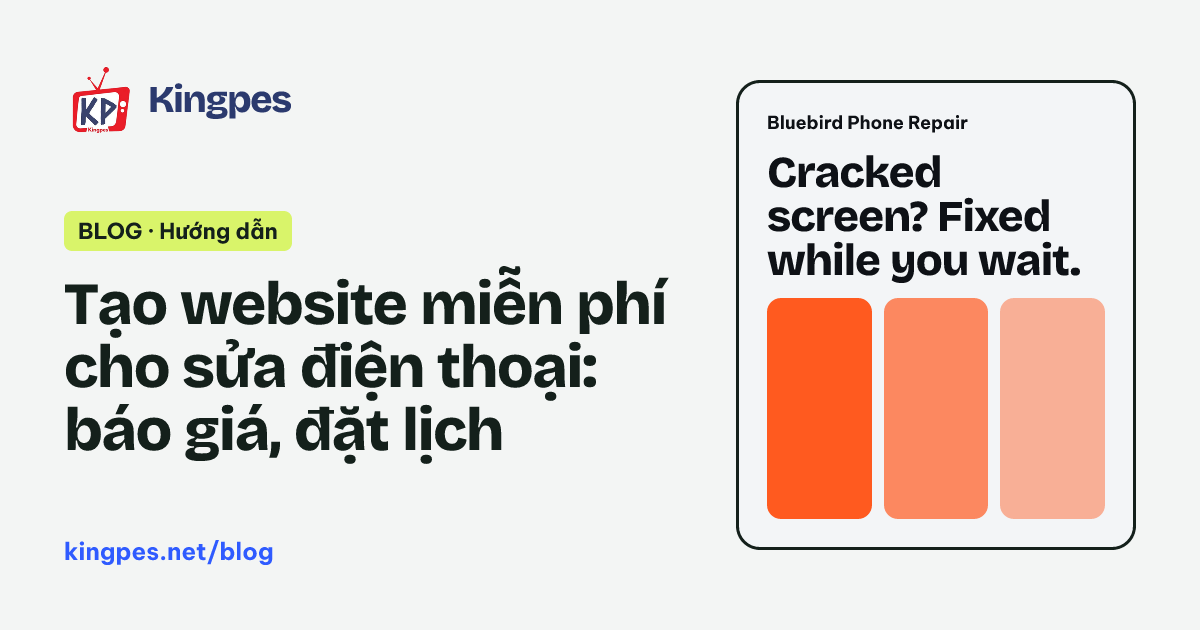 KP
Kingpes
Kingpes
BLOG · Hướng dẫn
Tạo website miễn phí
cho sửa điện thoại:
báo giá, đặt lịch
kingpes.net/blog
Bluebird Phone Repair
Cracked
screen? Fixed
while you wait.